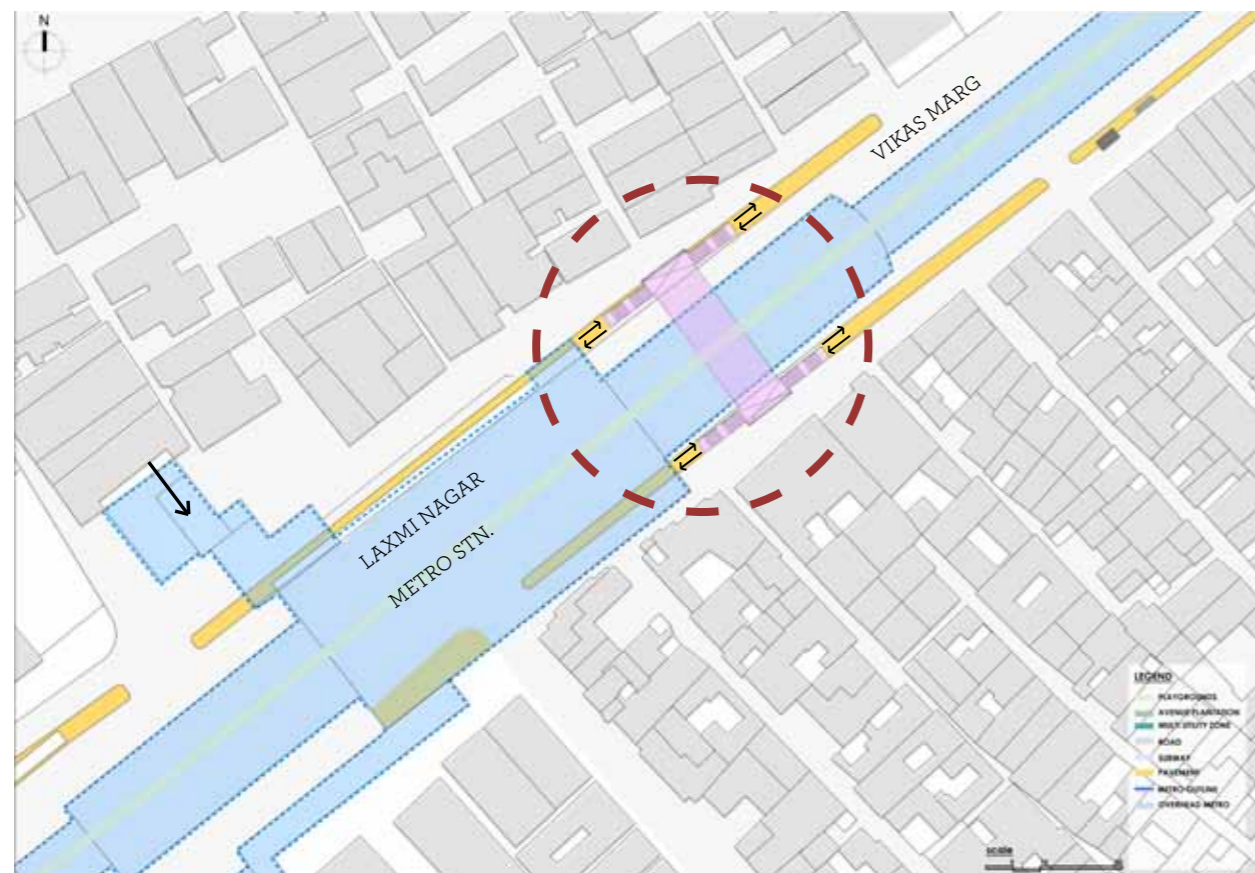 N
VIKAS MARG
LAXMI NAGAR
METRO STN.
LEGEND
PLAYGROUNDS
AVENUE PLANTATION
MULTI UTILITY ZONE
ROAD
SUBWAY
PAVEMENT
METRO OUTLINE
OVERHEAD METRO
scale